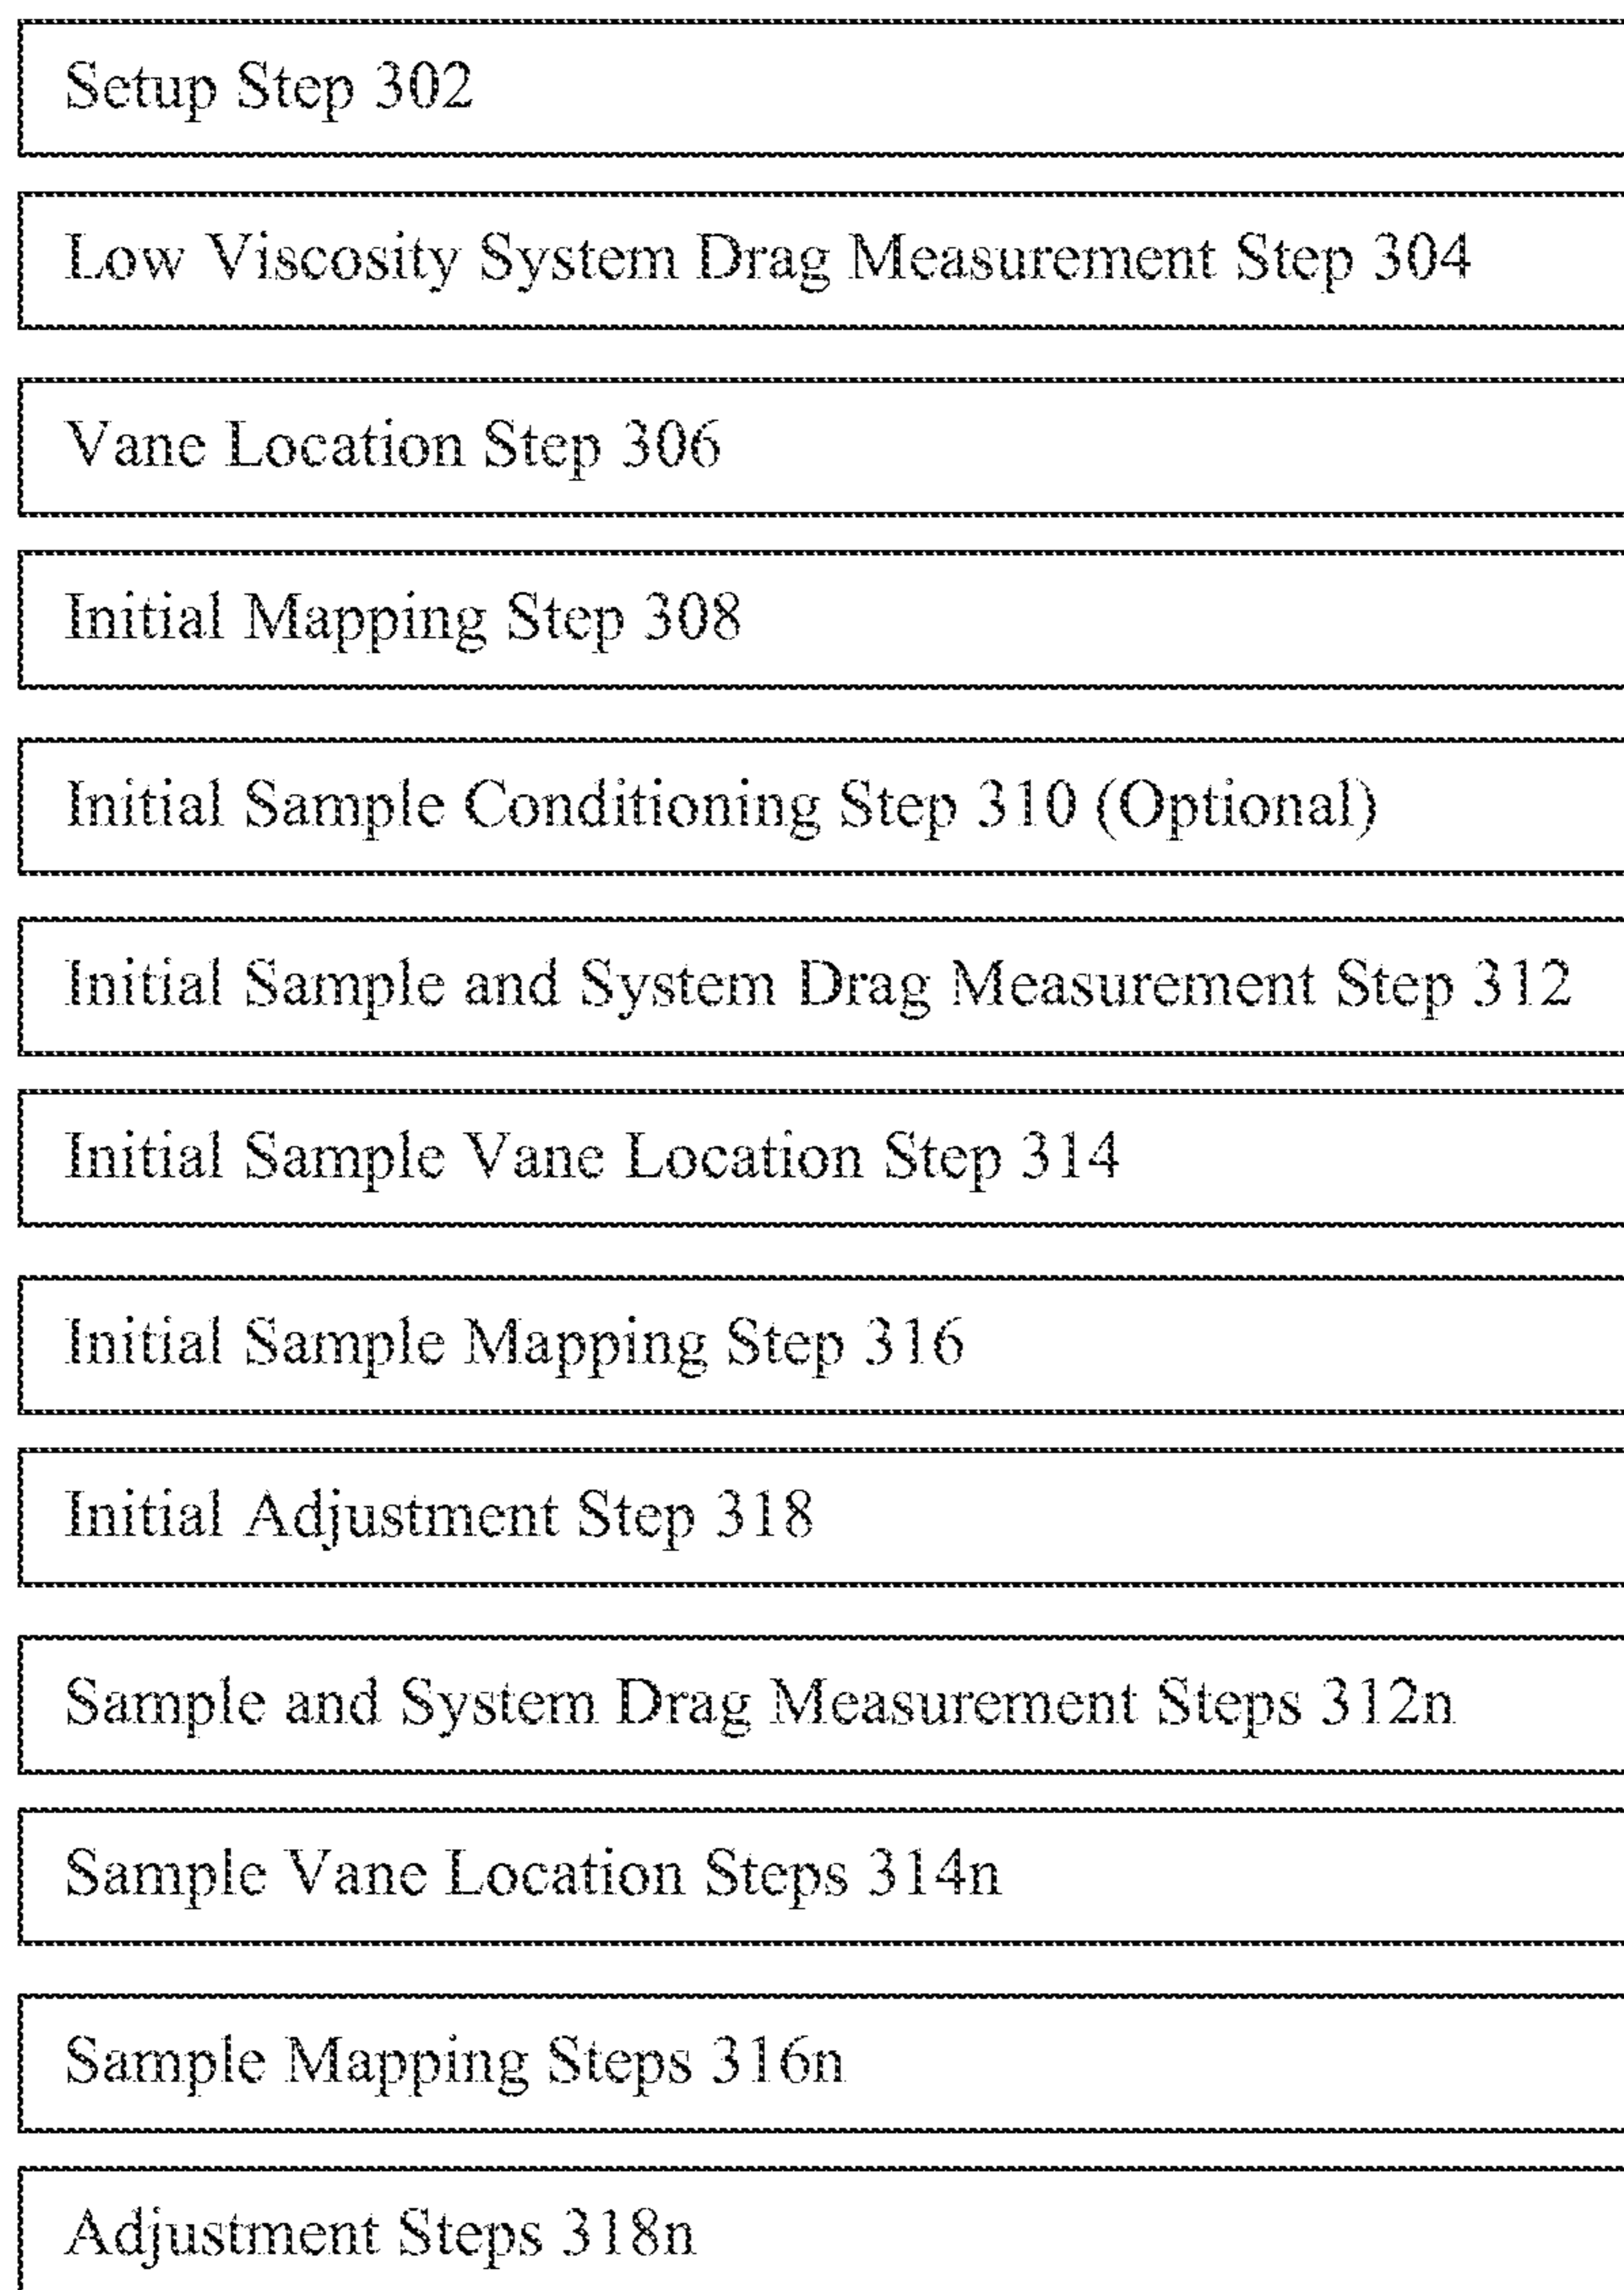 Setup Step 302
Low Viscosity System Drag Measurement Step 304
Vane Location Step 306
Initial Mapping Step 308
Initial Sample Conditioning Step 310 (Optional)
Initial Sample and System Drag Measurement Step 312
Initial Sample Vane Location Step 314
Initial Sample Mapping Step 316
Initial Adjustment Step 318
Sample and System Drag Measurement Steps 312n
Sample Vane Location Steps 314n
Sample Mapping Steps 316n
Adjustment Steps 318n